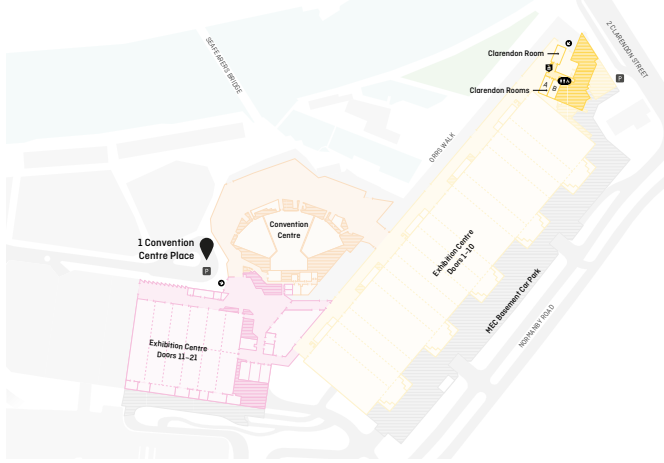 2 CLARENDON STREET
SEAFARERS BRIDGE
Clarendon Room
K
P
A
B
Clarendon Rooms
ORRS WALK
Convention
Centre
1 Convention
Centre Place
P
Exhibition Centre
Doors 1-10
MEC Basement Car Park
NORMANBY ROAD
Exhibition Centre
Doors 11-21